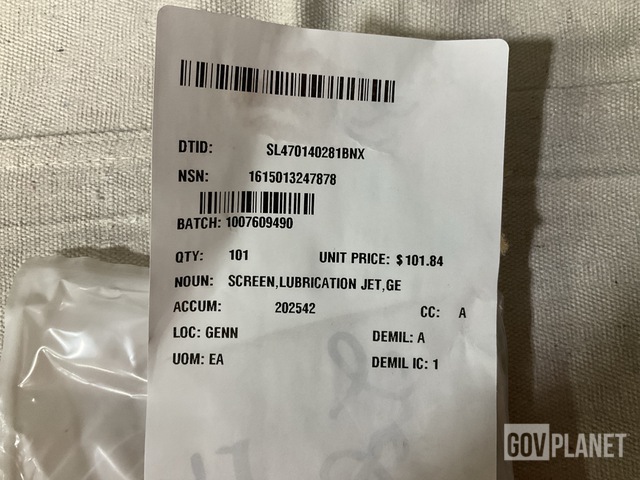 DTID: SL470140281BNX
NSN: 1615013247878
BATCH: 1007609490
QTY: 101 UNIT PRICE: $101.84
NOUN: SCREEN,LUBRICATION JET,GE
ACCUM: 202542 CC: A
LOC: GENN DEMIL: A
UOM: EA DEMIL IC: 1
GOVPLANET